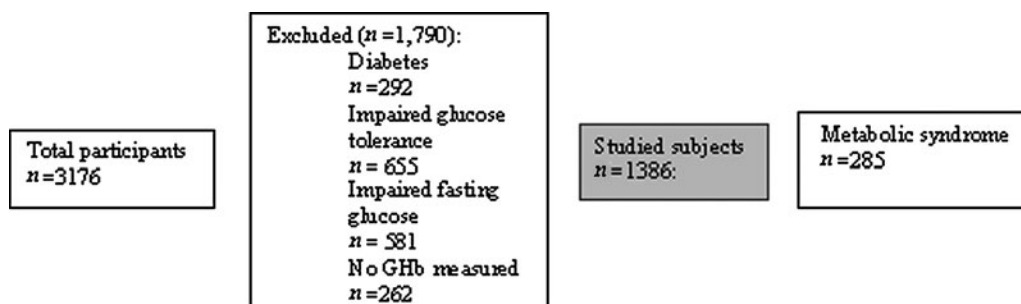 Total participants
n=3176
Excluded (n=1,790):
Diabetes
n=292
Impaired glucose
tolerance
n = 655
Impaired fasting
glucose
n = 581
No GHb measured
n=262
Studied subjects
n=1386:
Metabolic syndrome
n=285